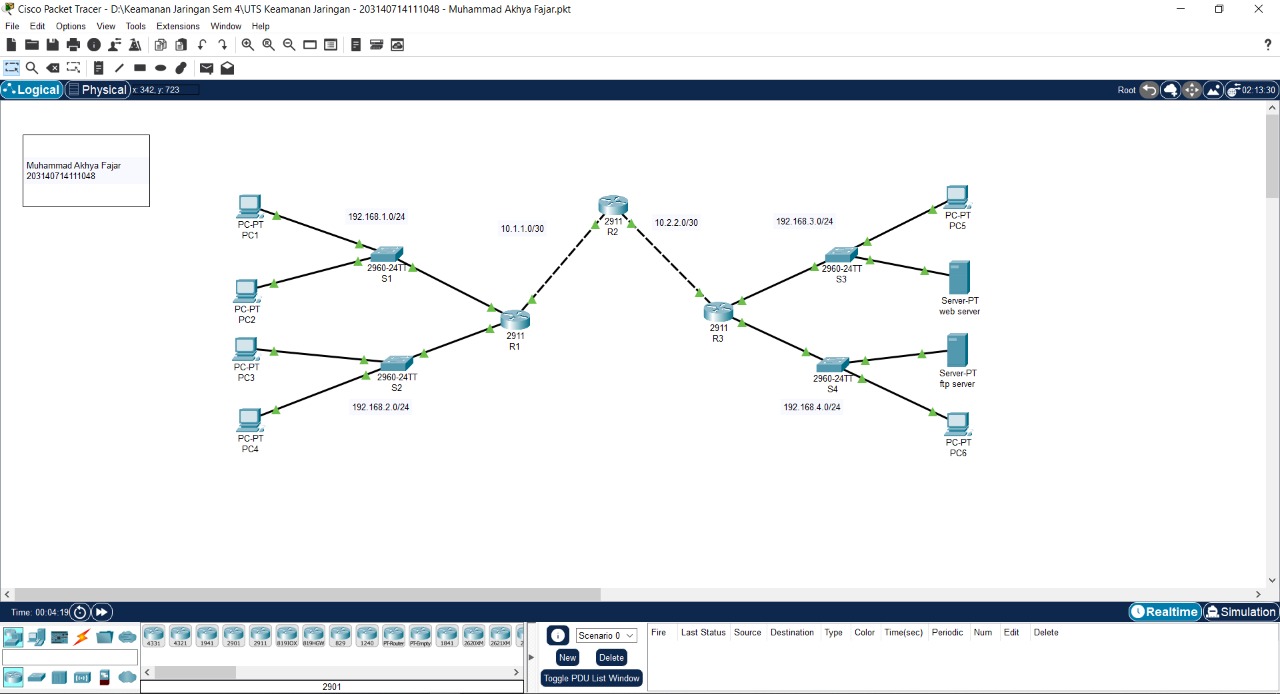 Cisco Packet Tracer - D:\Keamanan Jaringan Sem 4\UTS Keamanan Jaringan - 203140714111048 - Muhammad Akhya Fajar.pkt
File Edit Options View Tools Extensions Window Help
?
Logical Physical x: 342, y: 723 Root 02:13:30
Muhammad Akhya Fajar
203140714111048
PC-PT
PC1
192.168.1.0/24
2960-24TT
S1
PC-PT
PC2
PC-PT
PC3
2960-24TT
S2
192.168.2.0/24
PC-PT
PC4
10.1.1.0/30
2911
R1
2911
R2
10.2.2.0/30
2911
R3
192.168.3.0/24
2960-24TT
S3
PC-PT
PC5
Server-PT
web server
Server-PT
ftp server
2960-24TT
S4
192.168.4.0/24
PC-PT
PC6
Time: 00:04:19 Realtime Simulation
4331 4321 1941 2901 2911 819IOX 819HGW 829 1240 PT-Router PT-Empty 1841 2620XM 2621XM 2
2901
Scenario 0
New Delete
Toggle PDU List Window
Fire Last Status Source Destination Type Color Time(sec) Periodic Num Edit Delete